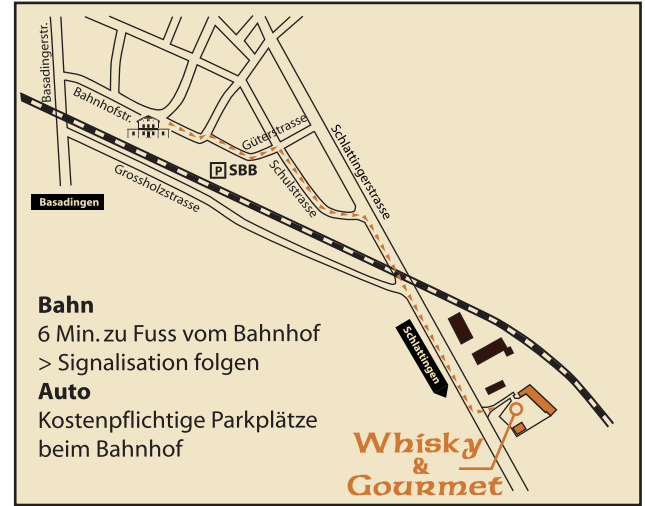 Basadingerstr.
Bahnhofstr.
Güterstrasse
Schlattingerstrasse
P SBB
Schulstrasse
Grossholzstrasse
Basadingen
Schlattingen
Bahn
6 Min. zu Fuss vom Bahnhof
> Signalisation folgen
Auto
Kostenpflichtige Parkplätze
beim Bahnhof
Whisky
&
Gourmet